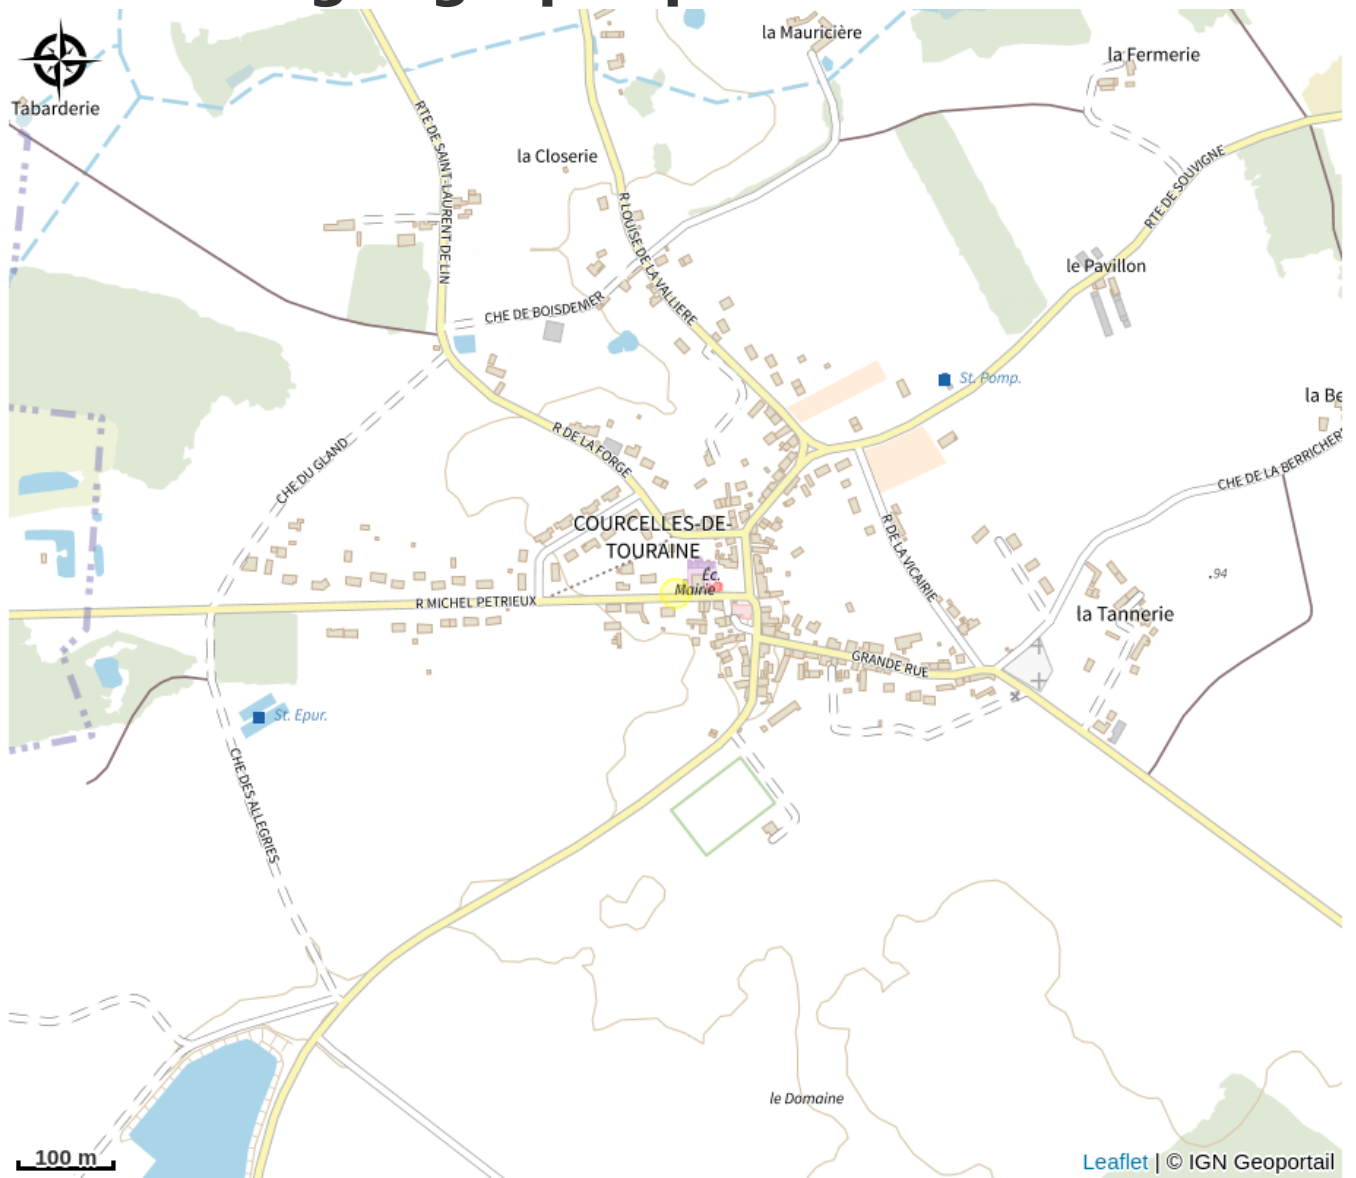 la Mauricière
la Fermerie
Tabarderie
RTE DE SAINT-LAURENT DE LIN
la Closerie
R LOUISE DE LA VALLIERE
RTE DE SOUVIGNE
le Pavillon
CHE DE BOISDENIER
St. Pomp.
la Be
R DE LA FORGE
CHE DU GLAND
CHE DE LA BERRICHER
COURCELLES-DE-
TOURAINE
R DE LA VICAIRIE
Éc.
.94
Mairie
R MICHEL PETRIEUX
la Tannerie
GRANDE RUE
St. Epur.
CHE DES ALLEGRIES
le Domaine
100 m
Leaflet | © IGN Geoportail